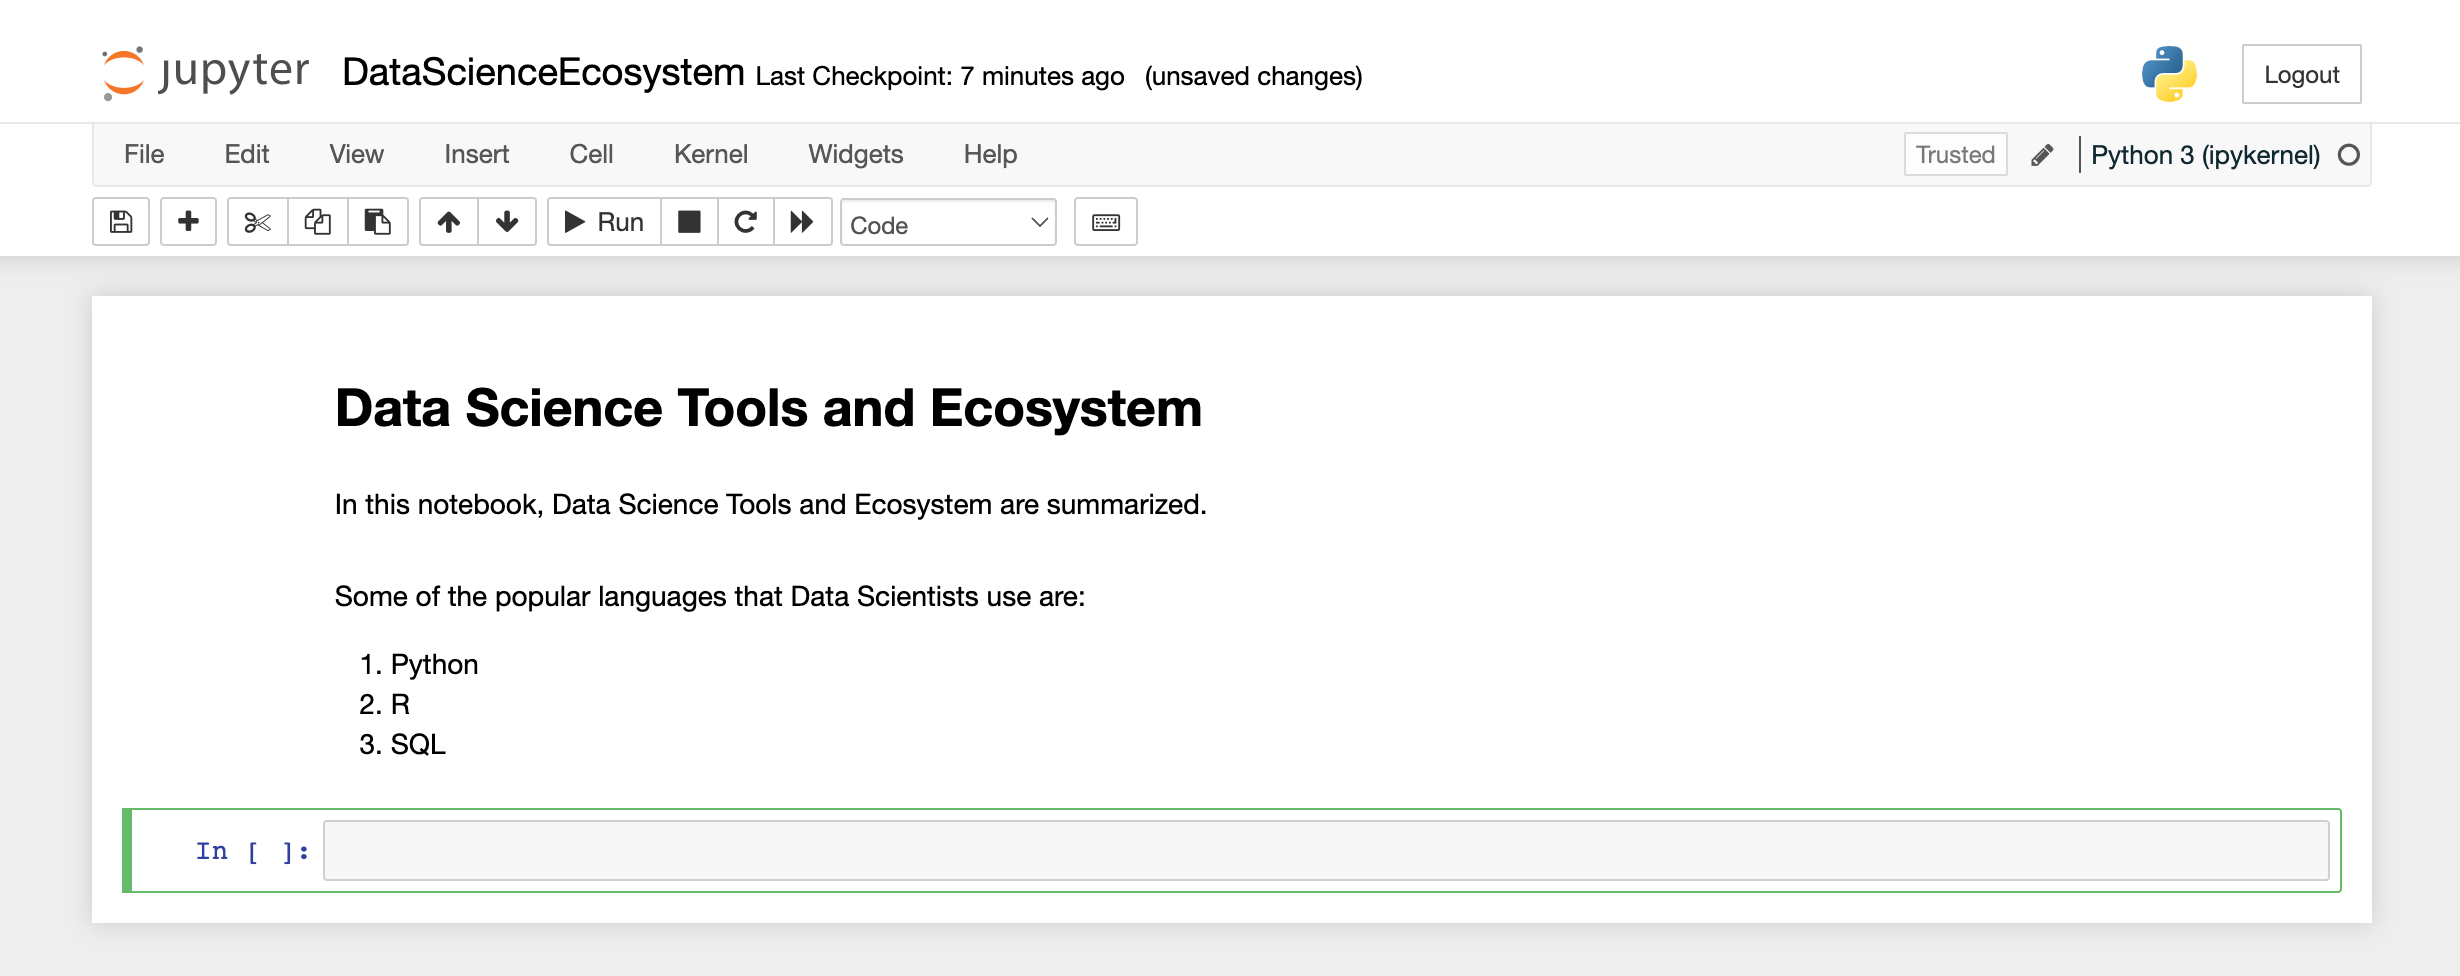 jupyter DataScienceEcosystem Last Checkpoint: 7 minutes ago (unsaved changes) Logout
File Edit View Insert Cell Kernel Widgets Help Trusted Python 3 (ipykernel)
Run Code
Data Science Tools and Ecosystem
In this notebook, Data Science Tools and Ecosystem are summarized.
Some of the popular languages that Data Scientists use are:
1. Python
2. R
3. SQL
In [ ]: